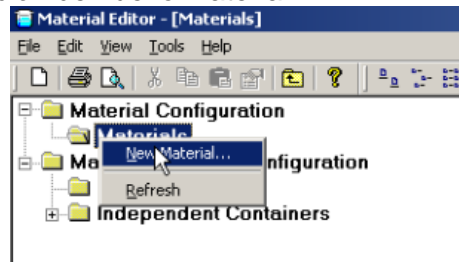 Material Editor - [Materials]
File Edit View Tools Help
Material Configuration
Materials
New Material...
Ma nfiguration
Refresh
Independent Containers